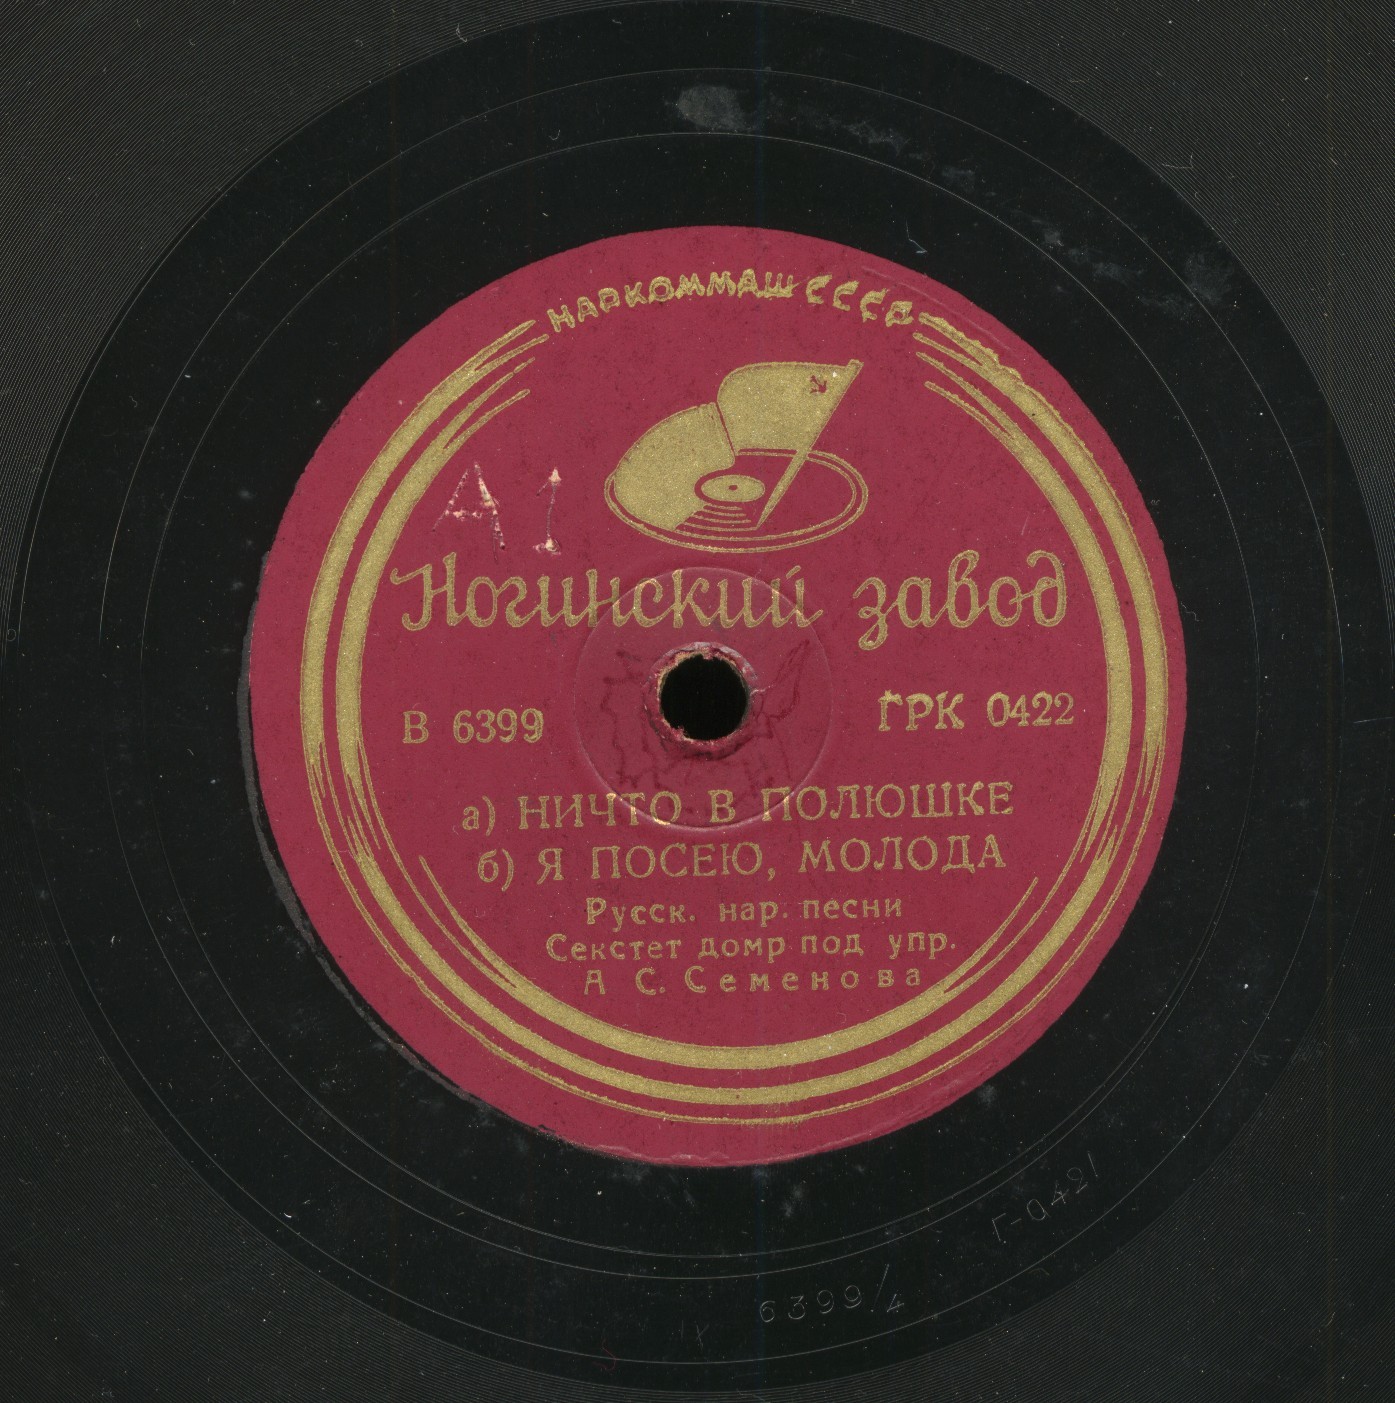 НАРКОММАШ СССР
А 1
Ногинский завод
В 6399
ГРК 0422
а) НИЧТО В ПОЛЮШКЕ
б) Я ПОСЕЮ, МОЛОДА
Русск. нар. песни
Секстет домр под упр.
А С. Семенова
Г-0421
6399/4